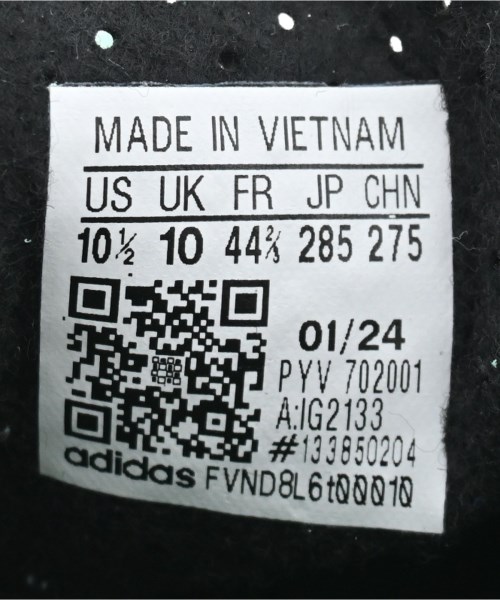 MADE IN VIETNAM
US UK FR JP CHN
10½ 10 44⅔ 285 275
01/24
PYV 702001
A:IG2133
#133850204
adidas FVND8L6t00010